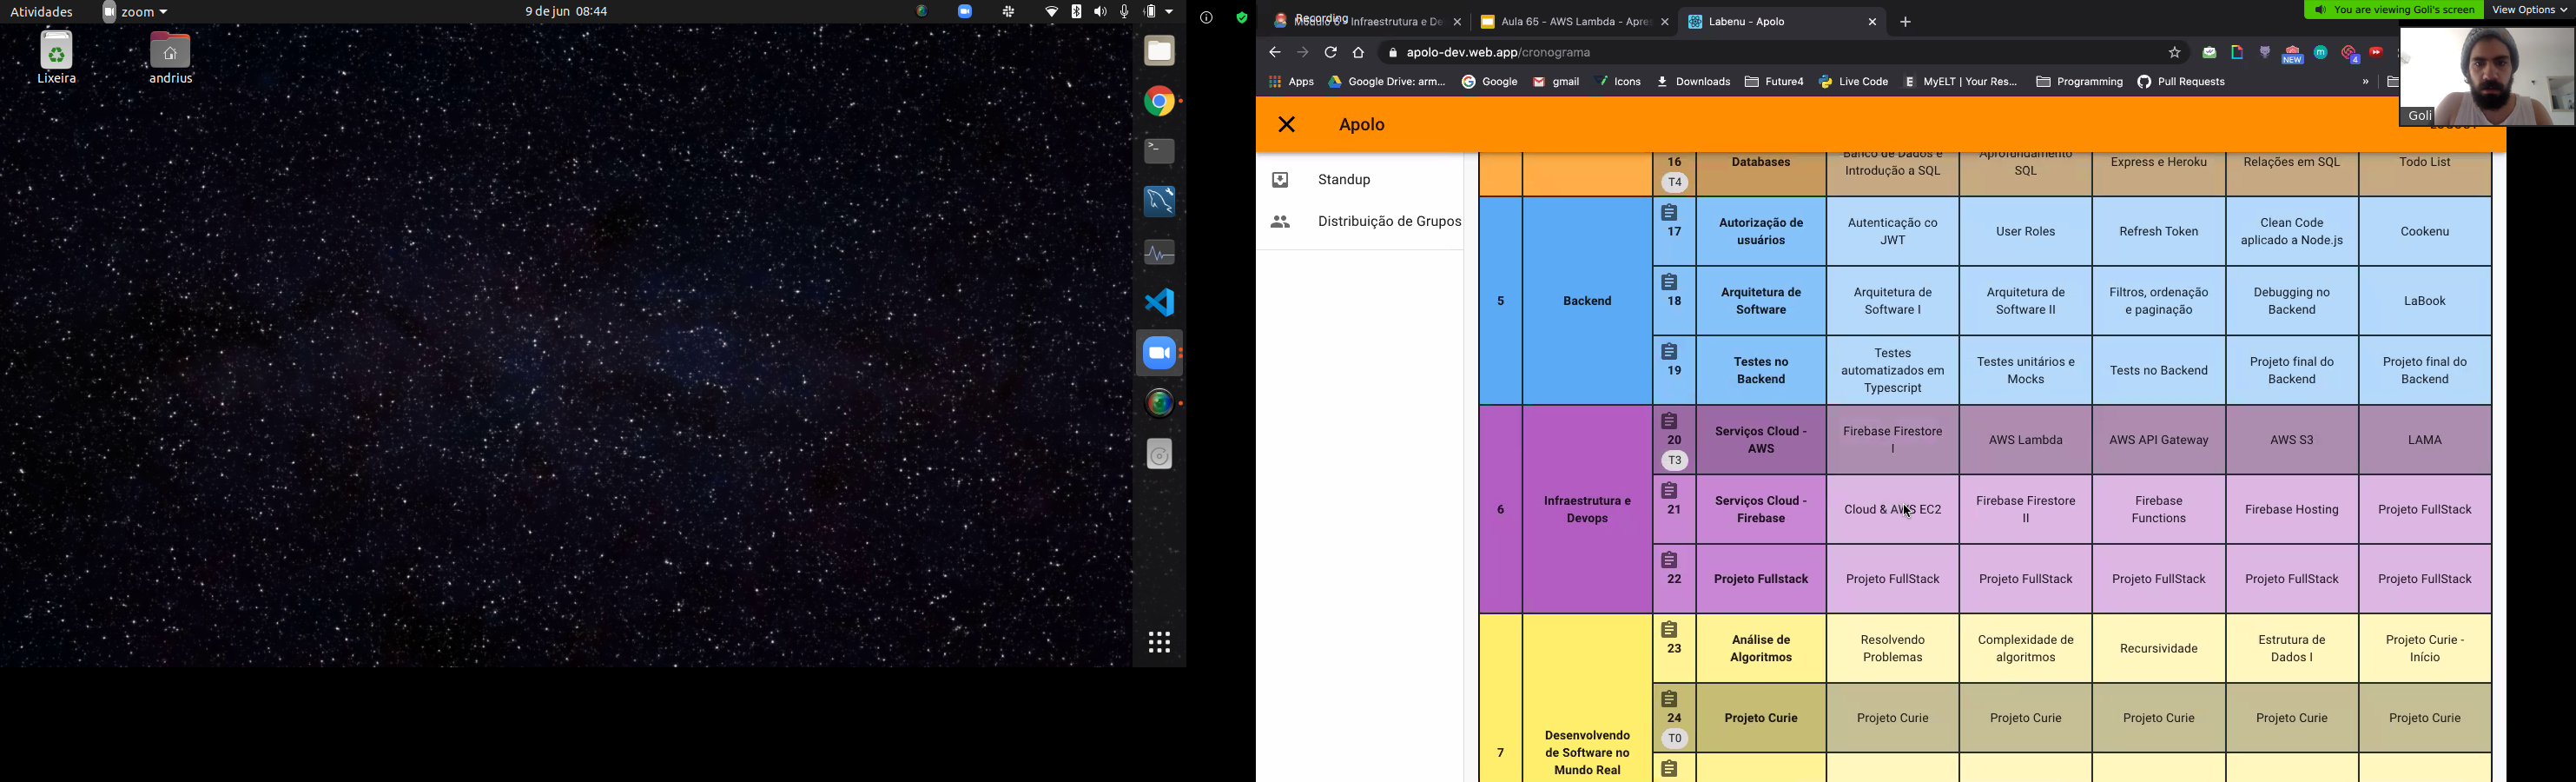 Atividades
zoom
9 de jun 08:44
Lixeira
andrius
Recording
Infraestrutura e De
Aula 65 - AWS Lambda - Apre
Labenu - Apolo
You are viewing Goli's screen
View Options
apolo-dev.web.app/cronograma
NEW
4
Apps
Google Drive: arm...
Google
gmail
Icons
Downloads
Future4
Live Code
MyELT | Your Res...
Programming
Pull Requests
»
Goli
Apolo
Standup
Distribuição de Grupos
16
T4
Databases
Banco de Dados e
Introdução a SQL
Aprofundamento
SQL
Express e Heroku
Relações em SQL
Todo List
5
Backend
17
Autorização de
usuários
Autenticação co
JWT
User Roles
Refresh Token
Clean Code
aplicado a Node.js
Cookenu
18
Arquitetura de
Software
Arquitetura de
Software I
Arquitetura de
Software II
Filtros, ordenação
e paginação
Debugging no
Backend
LaBook
19
Testes no
Backend
Testes
automatizados em
Typescript
Testes unitários e
Mocks
Tests no Backend
Projeto final do
Backend
Projeto final do
Backend
6
Infraestrutura e
Devops
20
T3
Serviços Cloud -
AWS
Firebase Firestore
I
AWS Lambda
AWS API Gateway
AWS S3
LAMA
21
Serviços Cloud -
Firebase
Cloud & AWS EC2
Firebase Firestore
II
Firebase
Functions
Firebase Hosting
Projeto FullStack
22
Projeto Fullstack
Projeto FullStack
Projeto FullStack
Projeto FullStack
Projeto FullStack
Projeto FullStack
7
Desenvolvendo
de Software no
Mundo Real
23
Análise de
Algoritmos
Resolvendo
Problemas
Complexidade de
algoritmos
Recursividade
Estrutura de
Dados I
Projeto Curie -
Início
24
T0
Projeto Curie
Projeto Curie
Projeto Curie
Projeto Curie
Projeto Curie
Projeto Curie